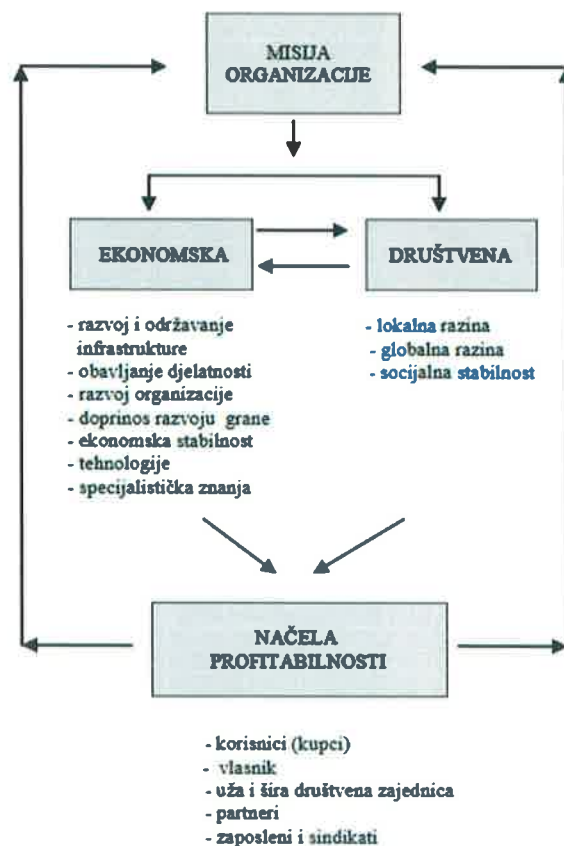 MISIJA
ORGANIZACIJE
EKONOMSKA
DRUŠTVENA
- razvoj i održavanje
infrastrukture
- obavljanje djelatnosti
- razvoj organizacije
- doprinos razvoju grane
- ekonomska stabilnost
- tehnologije
- specijalistička znanja
- lokalna razina
- globalna razina
- socijalna stabilnost
NAČELA
PROFITABILNOSTI
- korisnici (kupci)
- vlasnik
- uža i šira društvena zajednica
- partneri
- zaposleni i sindikati